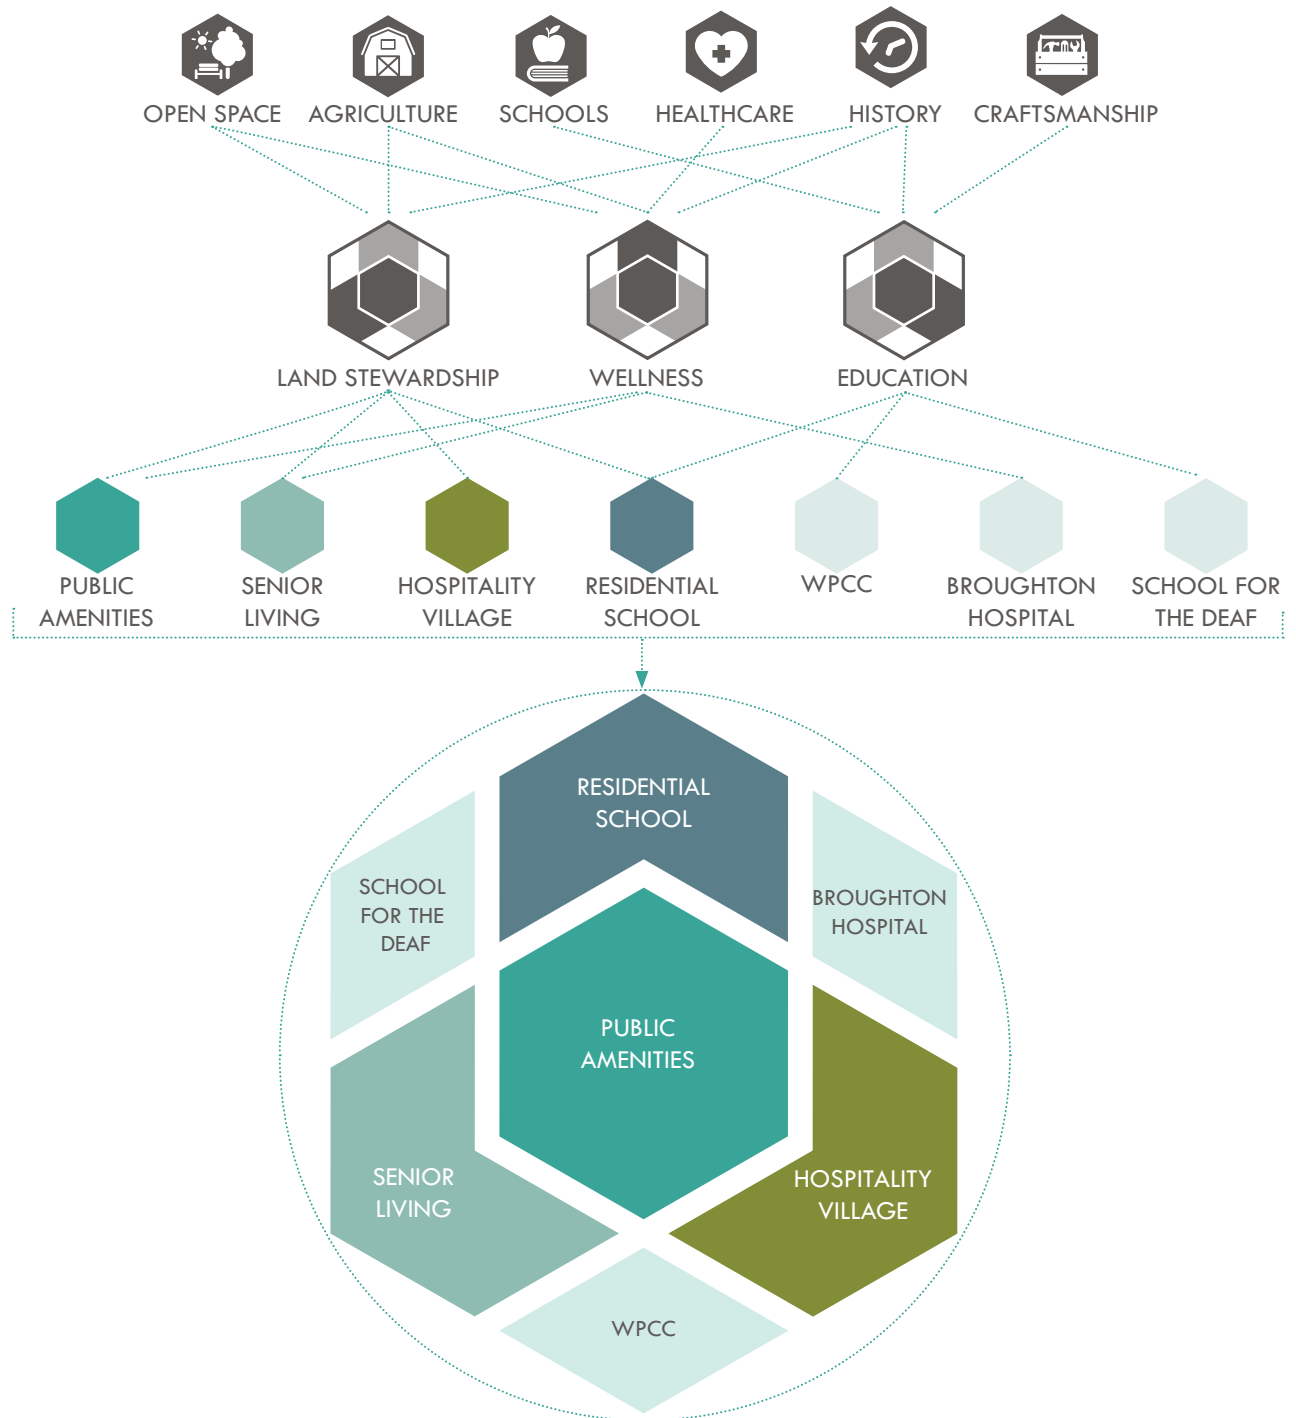 OPEN SPACE
AGRICULTURE
SCHOOLS
HEALTHCARE
HISTORY
CRAFTSMANSHIP
LAND STEWARDSHIP
WELLNESS
EDUCATION
PUBLIC
AMENITIES
SENIOR
LIVING
HOSPITALITY
VILLAGE
RESIDENTIAL
SCHOOL
WPCC
BROUGHTON
HOSPITAL
SCHOOL FOR
THE DEAF
RESIDENTIAL
SCHOOL
SCHOOL
FOR THE
DEAF
BROUGHTON
HOSPITAL
PUBLIC
AMENITIES
SENIOR
LIVING
HOSPITALITY
VILLAGE
WPCC